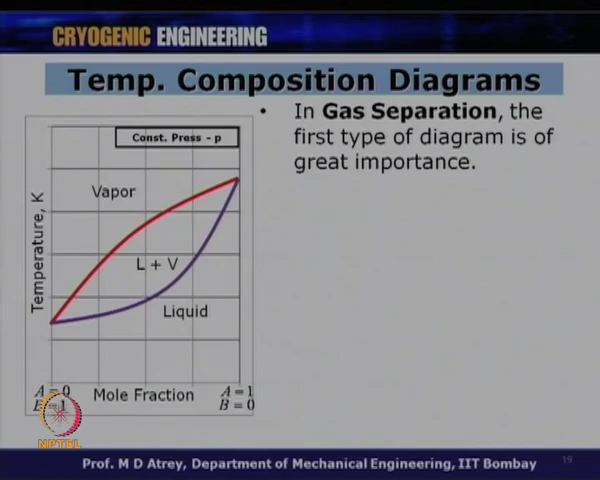 CRYOGENIC ENGINEERING
Temp. Composition Diagrams
• In Gas Separation, the
first type of diagram is of
great importance.
Const. Press - p
Vapor
Temperature, K
L + V
Liquid
A = 0
B = 1
Mole Fraction
A = 1
B = 0
NPTEL
Prof. M D Atrey, Department of Mechanical Engineering, IIT Bombay
19